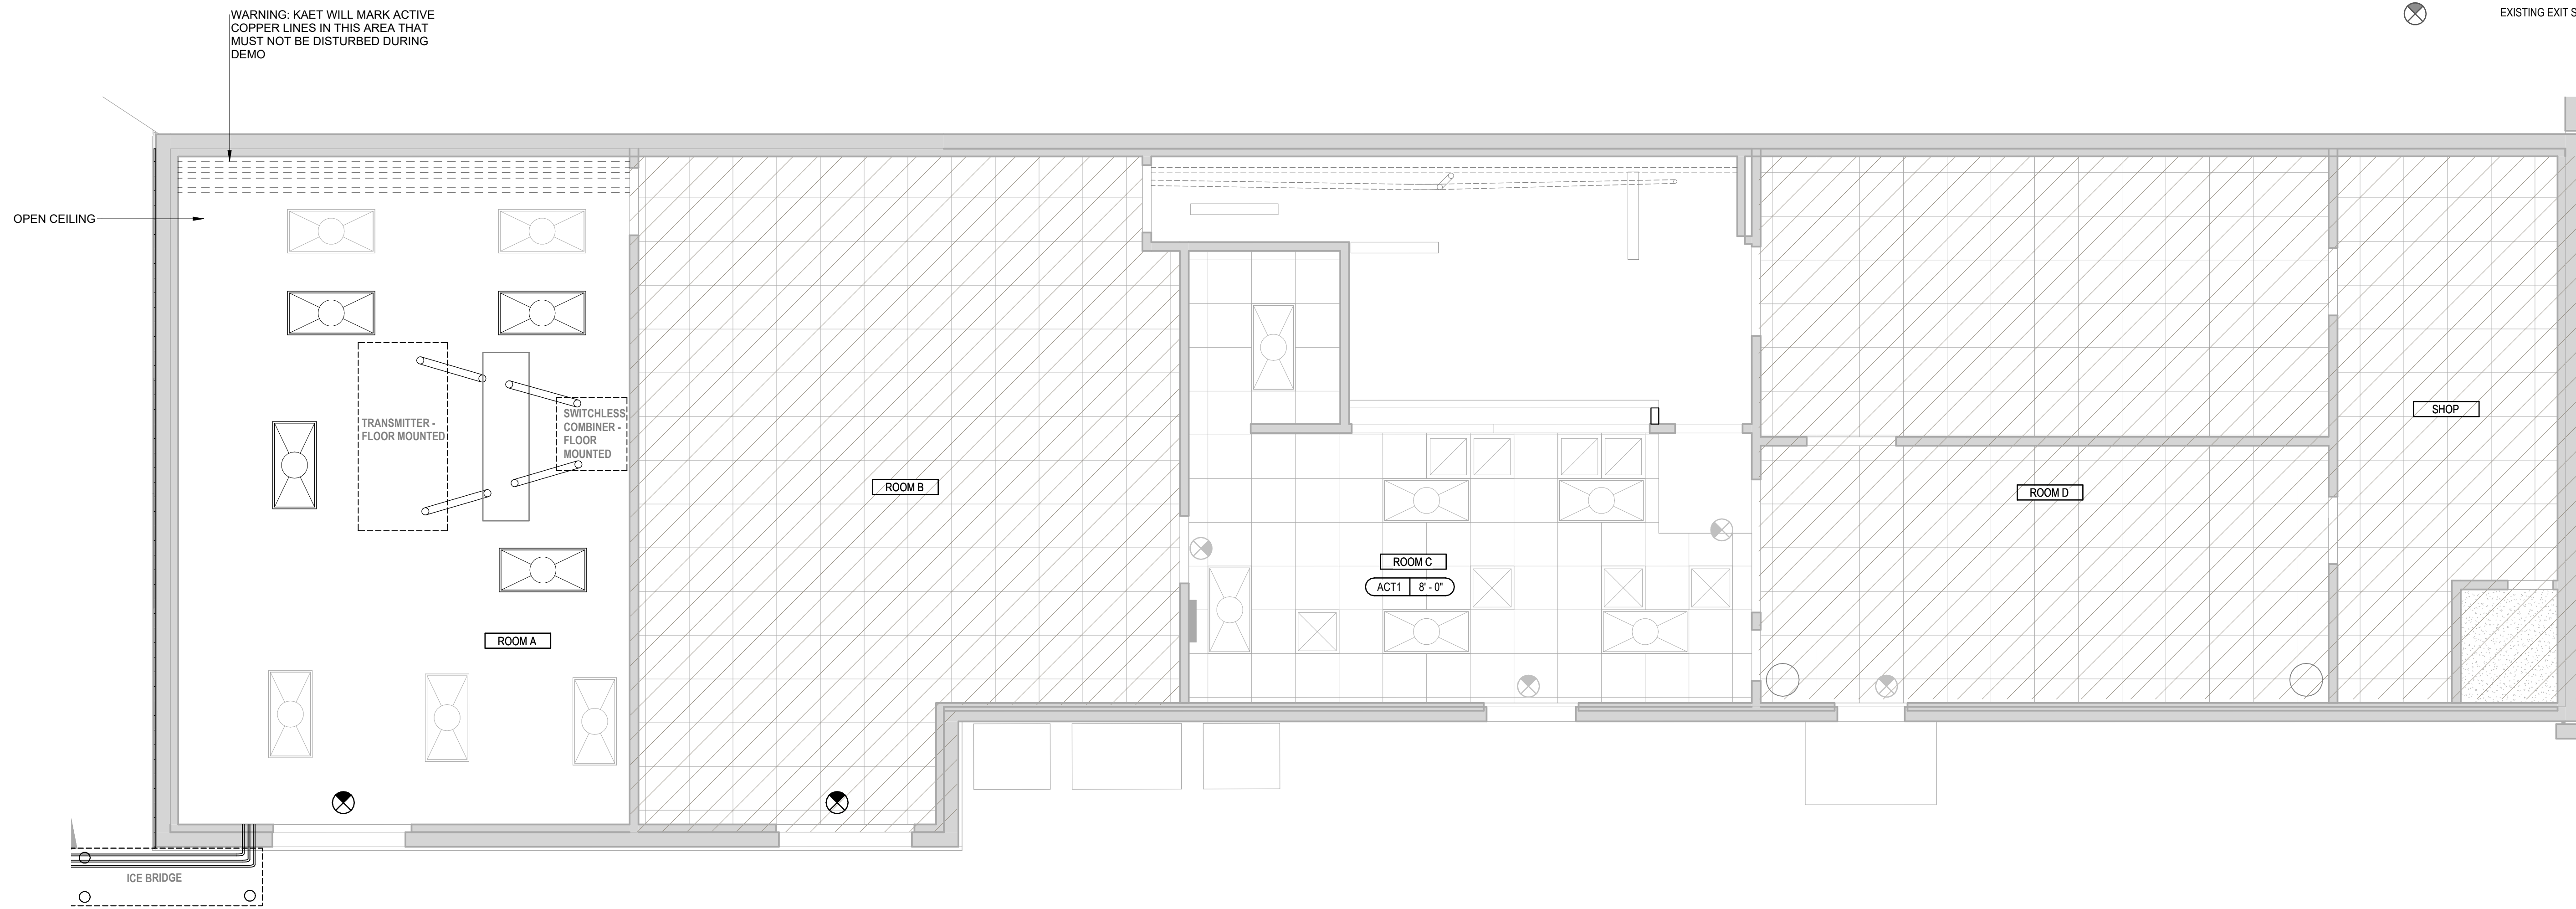 WARNING: KAET WILL MARK ACTIVE
COPPER LINES IN THIS AREA THAT
MUST NOT BE DISTURBED DURING
DEMO
EXISTING EXIT S
OPEN CEILING
TRANSMITTER -
FLOOR MOUNTED
SWITCHLESS
COMBINER -
FLOOR
MOUNTED
ROOM A
ROOM B
ROOM C
ACT1 8' - 0"
ROOM D
SHOP
ICE BRIDGE